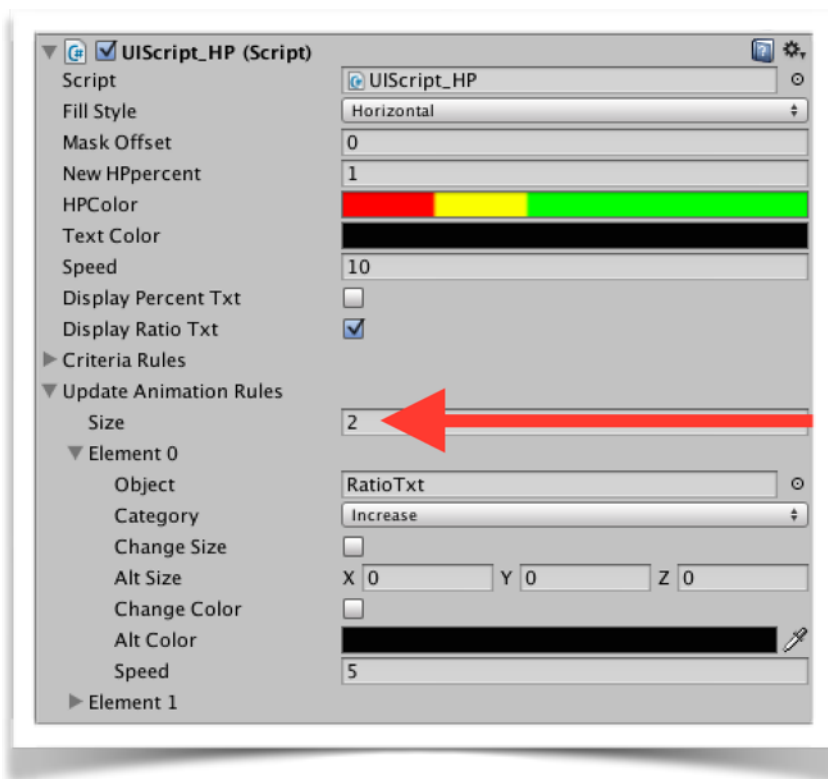 UIScript_HP (Script)
Script UIScript_HP
Fill Style Horizontal
Mask Offset 0
New HPpercent 1
HPColor
Text Color
Speed 10
Display Percent Txt
Display Ratio Txt
Criteria Rules
Update Animation Rules
Size 2
Element 0
Object RatioTxt
Category Increase
Change Size
Alt Size X 0 Y 0 Z 0
Change Color
Alt Color
Speed 5
Element 1